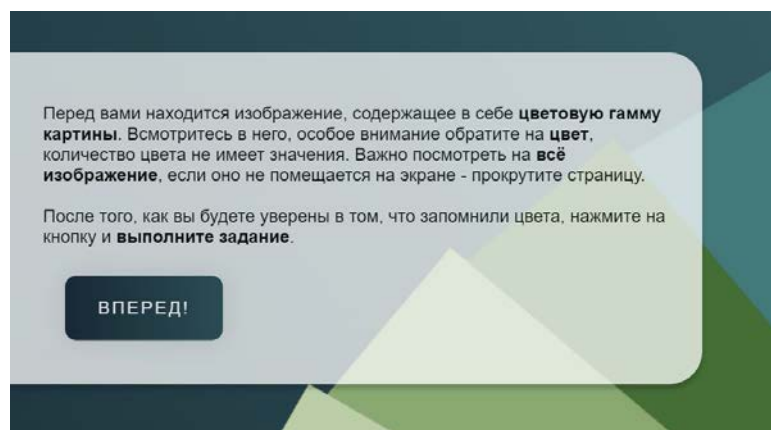 Перед вами находится изображение, содержащее в себе цветовую гамму
картины. Всмотритесь в него, особое внимание обратите на цвет,
количество цвета не имеет значения. Важно посмотреть на всё
изображение, если оно не помещается на экране - прокрутите страницу.
После того, как вы будете уверены в том, что запомнили цвета, нажмите на
кнопку и выполните задание.
ВПЕРЕД!